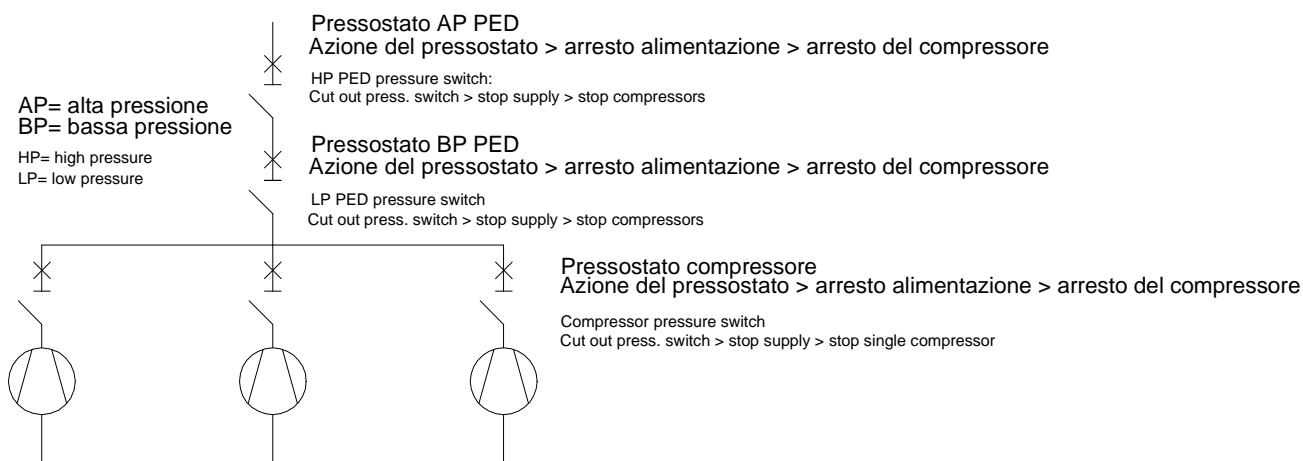 Pressostato AP PED
Azione del pressostato > arresto alimentazione > arresto del compressore
HP PED pressure switch:
Cut out press. switch > stop supply > stop compressors
AP= alta pressione
BP= bassa pressione
HP= high pressure
LP= low pressure
Pressostato BP PED
Azione del pressostato > arresto alimentazione > arresto del compressore
LP PED pressure switch
Cut out press. switch > stop supply > stop compressors
Pressostato compressore
Azione del pressostato > arresto alimentazione > arresto del compressore
Compressor pressure switch
Cut out press. switch > stop supply > stop single compressor